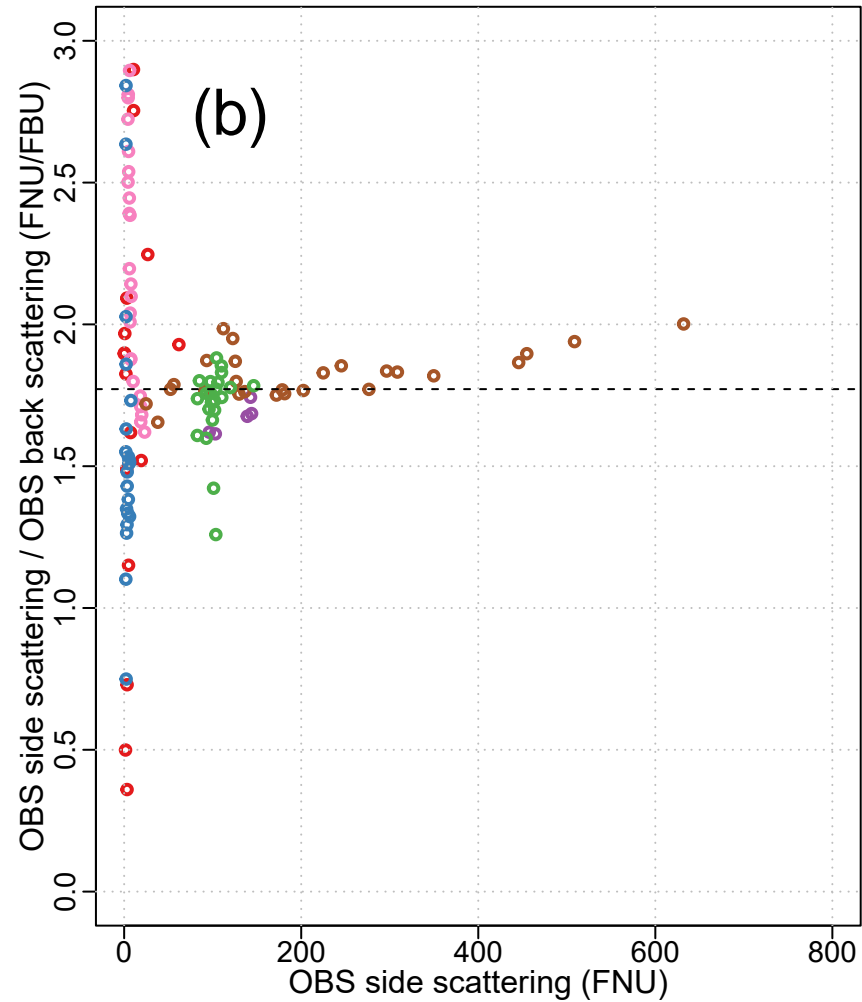 (b)
OBS side scattering / OBS back scattering (FNU/FBU)
3.0
2.5
2.0
1.5
1.0
0.5
0.0
0 200 400 600 800
OBS side scattering (FNU)